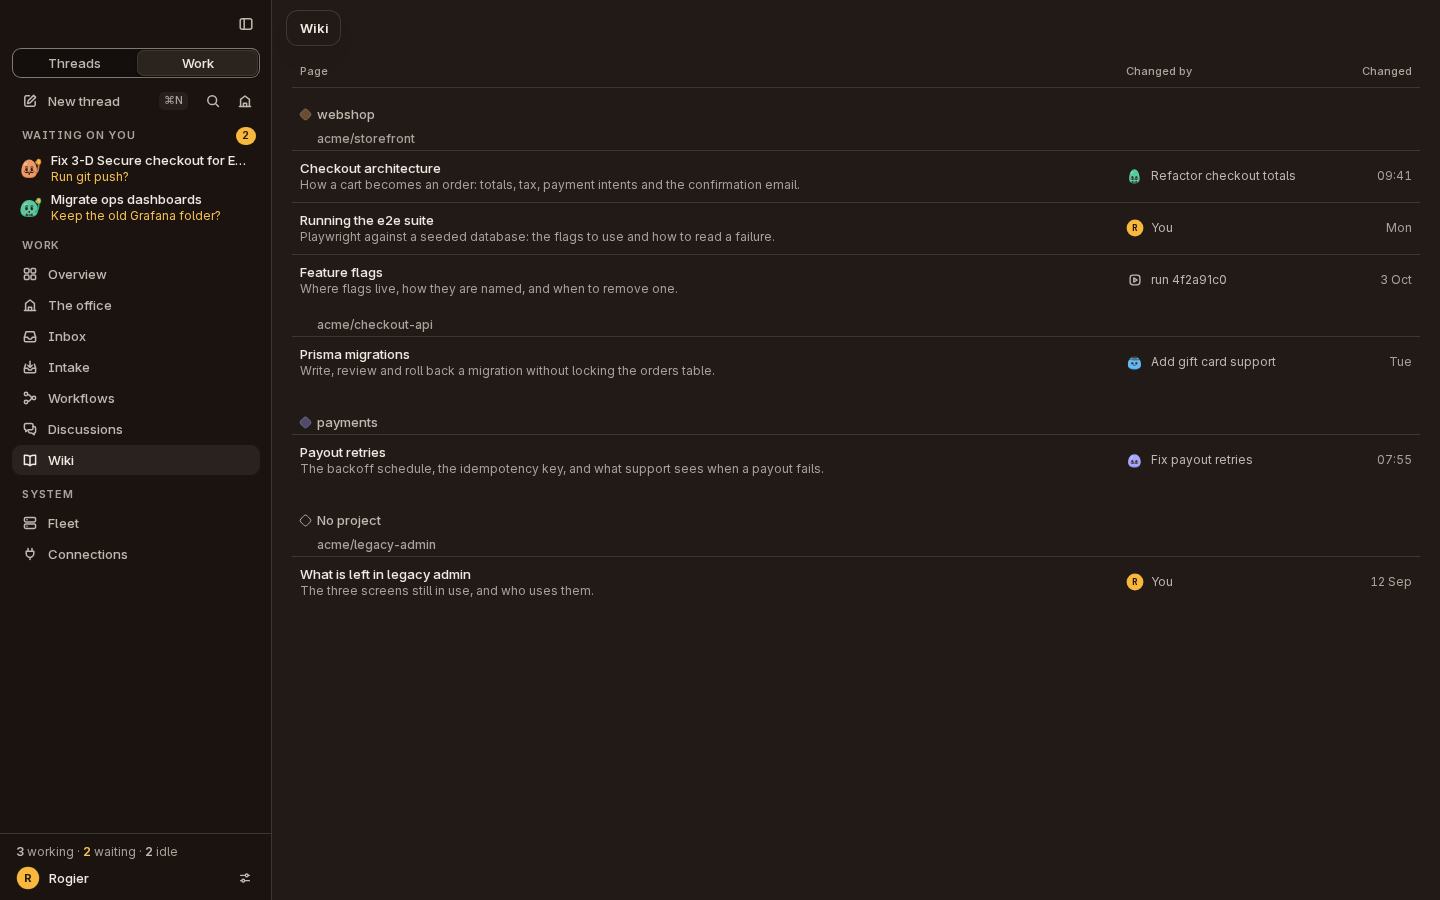 Threads
Work
New thread
⌘N
WAITING ON YOU
2
Fix 3-D Secure checkout for E...
Run git push?
Migrate ops dashboards
Keep the old Grafana folder?
WORK
Overview
The office
Inbox
Intake
Workflows
Discussions
Wiki
SYSTEM
Fleet
Connections
3 working · 2 waiting · 2 idle
R
Rogier
Wiki
Page
Changed by
Changed
webshop
acme/storefront
Checkout architecture
How a cart becomes an order: totals, tax, payment intents and the confirmation email.
Refactor checkout totals
09:41
Running the e2e suite
Playwright against a seeded database: the flags to use and how to read a failure.
R
You
Mon
Feature flags
Where flags live, how they are named, and when to remove one.
run 4f2a91c0
3 Oct
acme/checkout-api
Prisma migrations
Write, review and roll back a migration without locking the orders table.
Add gift card support
Tue
payments
Payout retries
The backoff schedule, the idempotency key, and what support sees when a payout fails.
Fix payout retries
07:55
No project
acme/legacy-admin
What is left in legacy admin
The three screens still in use, and who uses them.
R
You
12 Sep